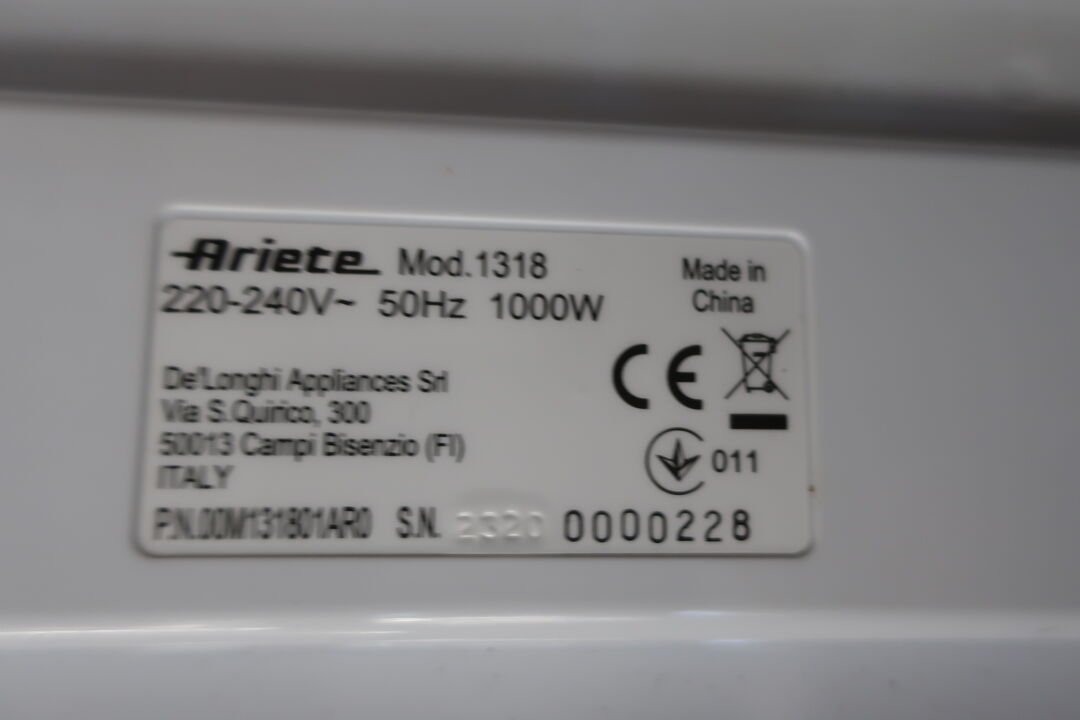 Ariete Mod.1318
220-240V~ 50Hz 1000W
Made in
China
De'Longhi Appliances Srl
Via S.Quirico, 300
50013 Campi Bisenzio (FI)
ITALY
CE
011
P.N.00M131801AR0 S.N. 2320 0000228